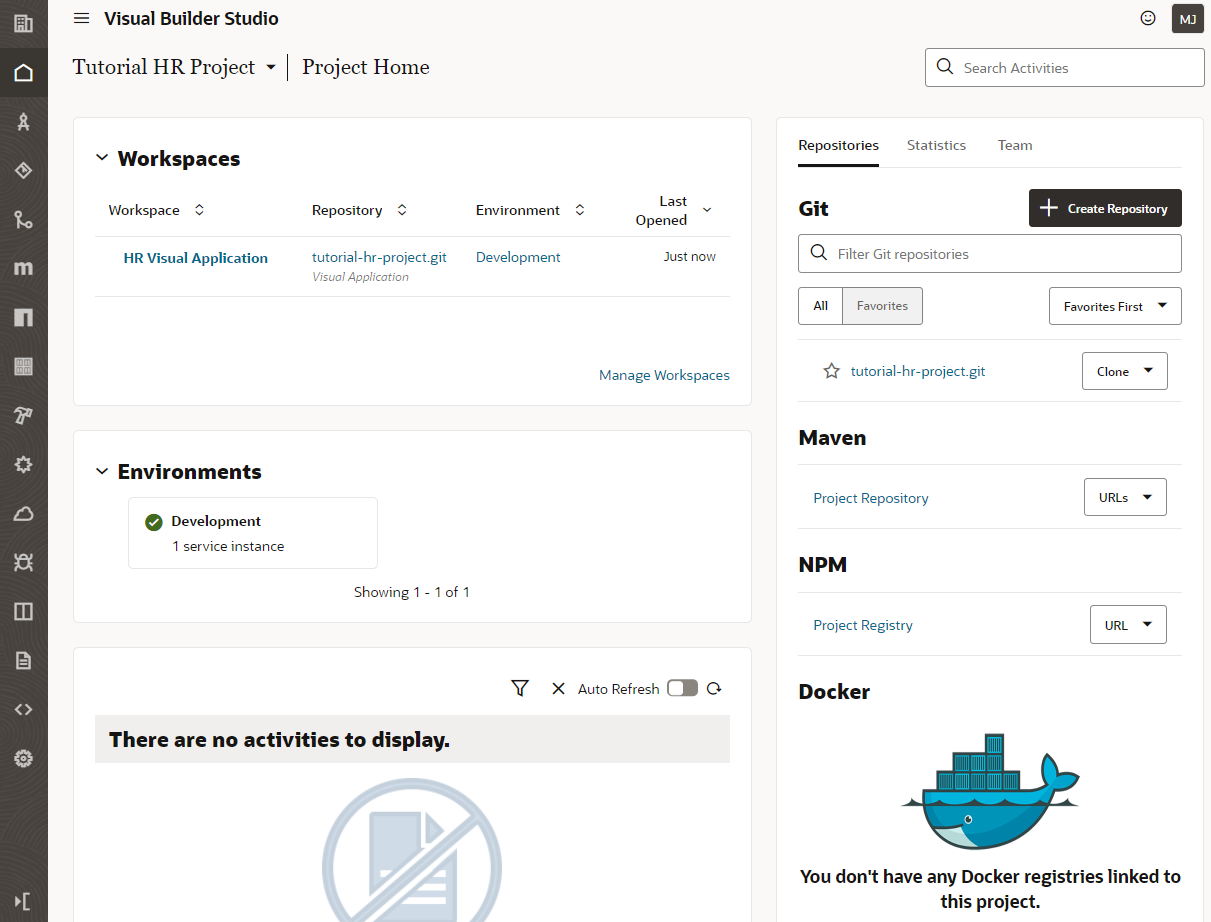 Visual Builder Studio
MJ
Tutorial HR Project
Project Home
Search Activities
Workspaces
Workspace
Repository
Environment
Last
Opened
HR Visual Application
tutorial-hr-project.git
Development
Just now
Visual Application
Manage Workspaces
Environments
Development
1 service instance
Showing 1 - 1 of 1
Auto Refresh
There are no activities to display.
Repositories
Statistics
Team
Git
Create Repository
Filter Git repositories
All
Favorites
Favorites First
tutorial-hr-project.git
Clone
Maven
Project Repository
URLs
NPM
Project Registry
URL
Docker
You don't have any Docker registries linked to
this project.